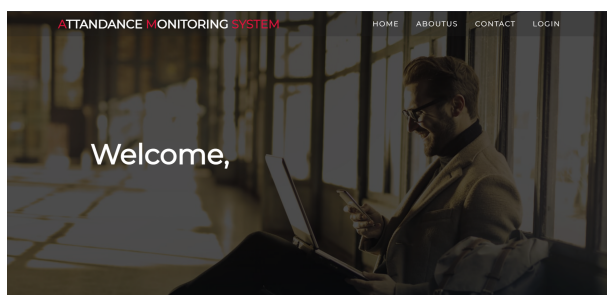 ATTANDANCE MONITORING SYSTEM
HOME ABOUTUS CONTACT LOGIN
Welcome,